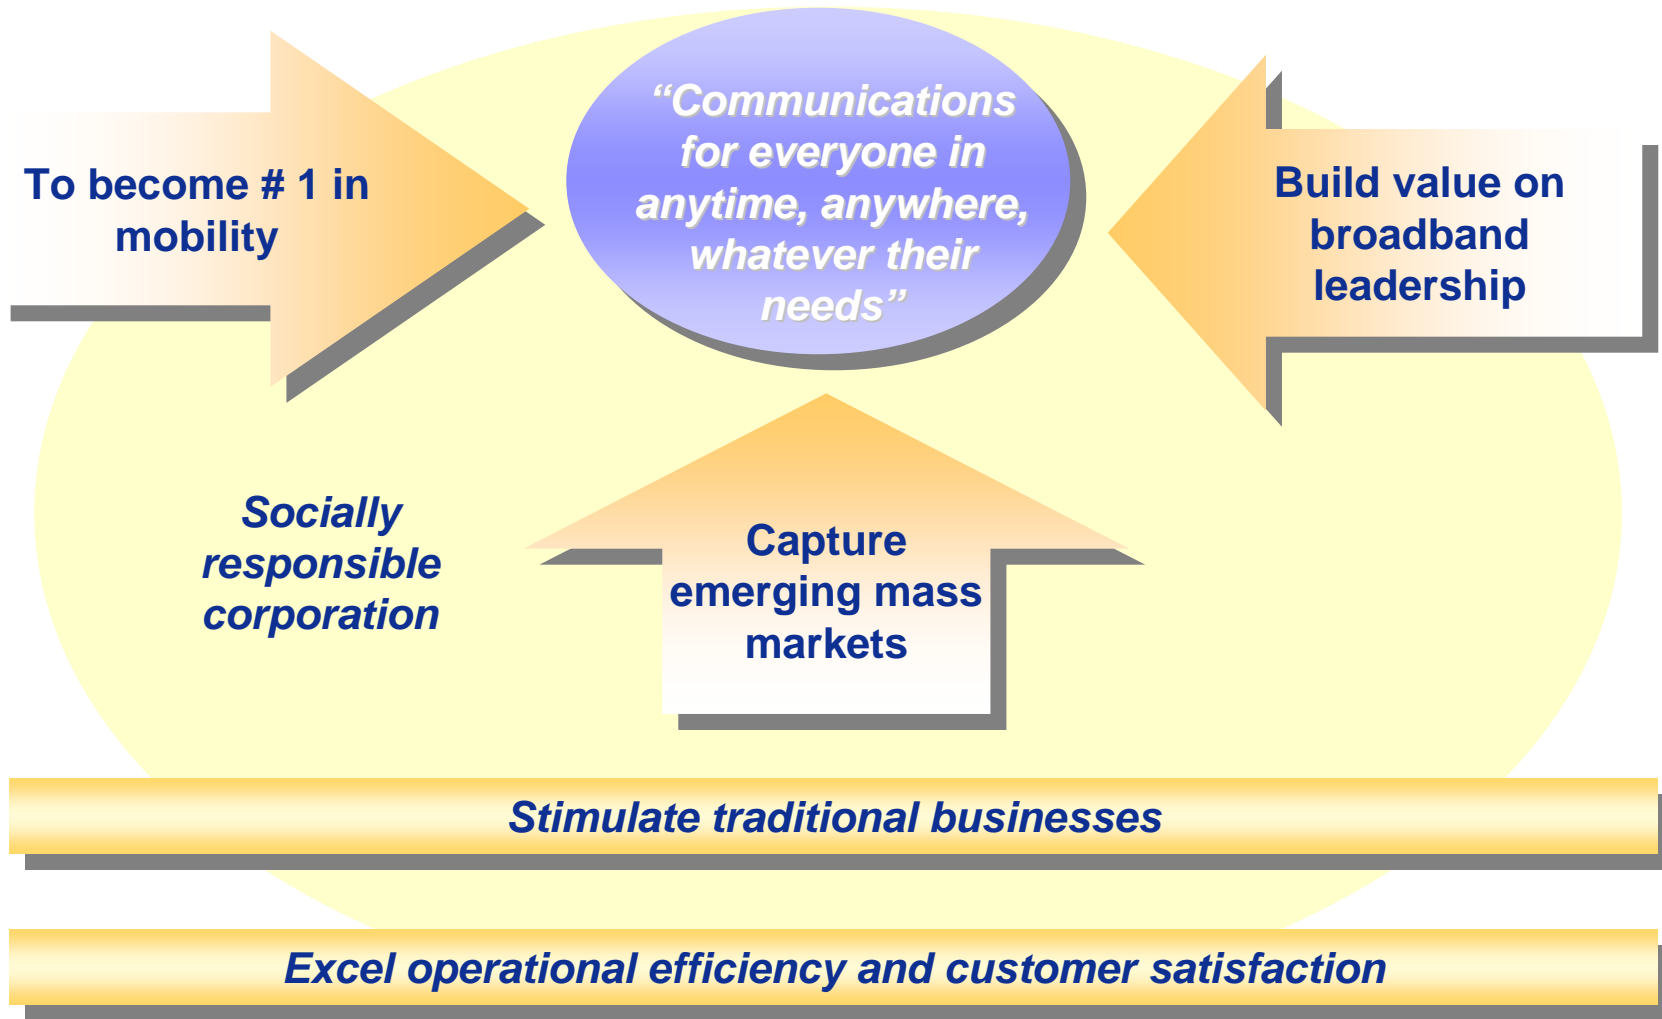 “Communications
for everyone in
anytime, anywhere,
whatever their
needs”
To become # 1 in
mobility
Build value on
broadband
leadership
Socially
responsible
corporation
Capture
emerging mass
markets
Stimulate traditional businesses
Excel operational efficiency and customer satisfaction